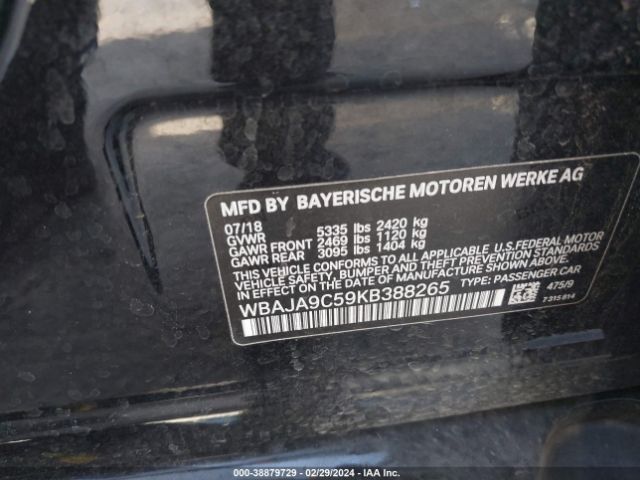 MFD BY BAYERISCHE MOTOREN WERKE AG
07/18
GVWR 5335 lbs 2420 kg
GAWR FRONT 2469 lbs 1120 kg
GAWR REAR 3095 lbs 1404 kg
THIS VEHICLE CONFORMS TO ALL APPLICABLE U.S.FEDERAL MOTOR
VEHICLE SAFETY, BUMPER, AND THEFT PREVENTION STANDARDS
IN EFFECT ON THE DATE OF MANUFACTURE SHOWN ABOVE.
WBAJA9C59KB388265 TYPE: PASSENGER CAR
475/9
7 315 814
000-38879729 - 02/29/2024 - IAA Inc.